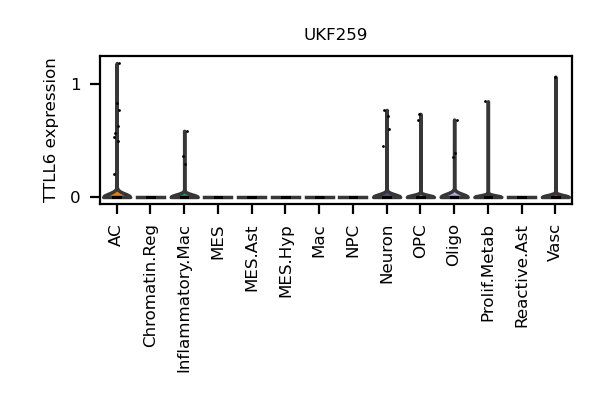 UKF259
TTLL6 expression
1
0
AC
Chromatin.Reg
Inflammatory.Mac
MES
MES.Ast
MES.Hyp
Mac
NPC
Neuron
OPC
Oligo
Prolif.Metab
Reactive.Ast
Vasc